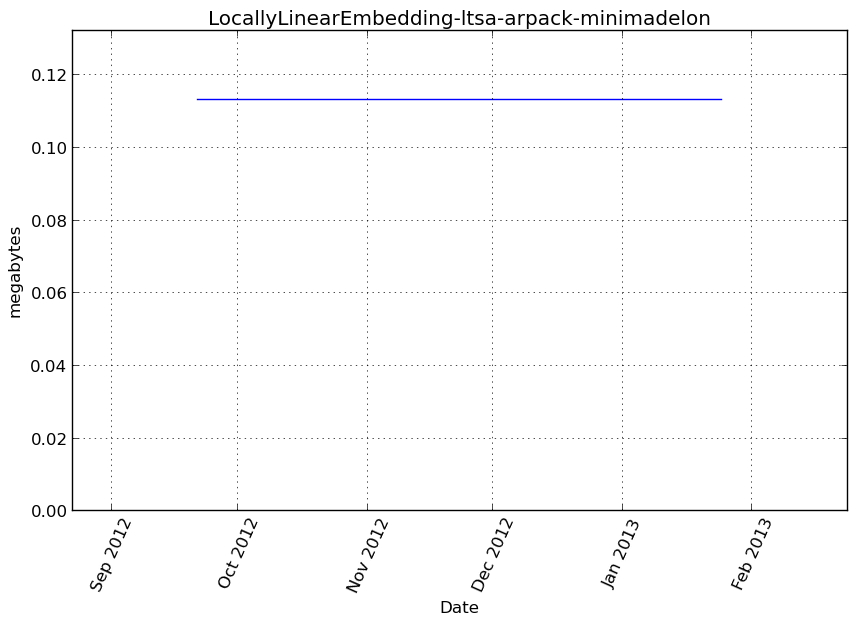 LocallyLinearEmbedding-ltsa-arpack-minimadelon
0.12
0.10
0.08
0.06
0.04
0.02
0.00
megabytes
Sep 2012
Oct 2012
Nov 2012
Dec 2012
Jan 2013
Feb 2013
Date